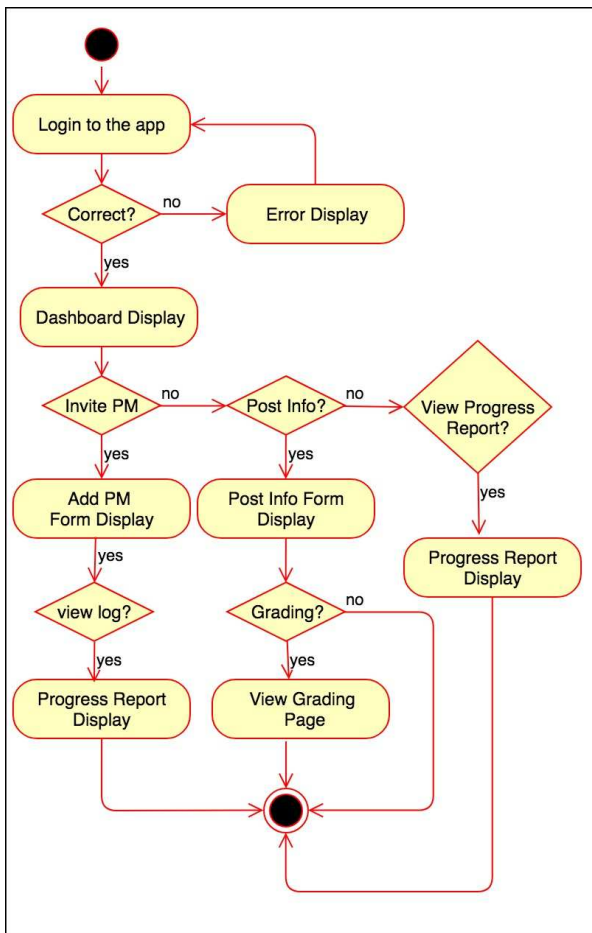 Login to the app
Correct?
no
Error Display
yes
Dashboard Display
Invite PM
no
Post Info?
no
View Progress
Report?
yes
yes
yes
Add PM
Form Display
Post Info Form
Display
Progress Report
Display
yes
view log?
Grading?
no
yes
yes
Progress Report
Display
View Grading
Page